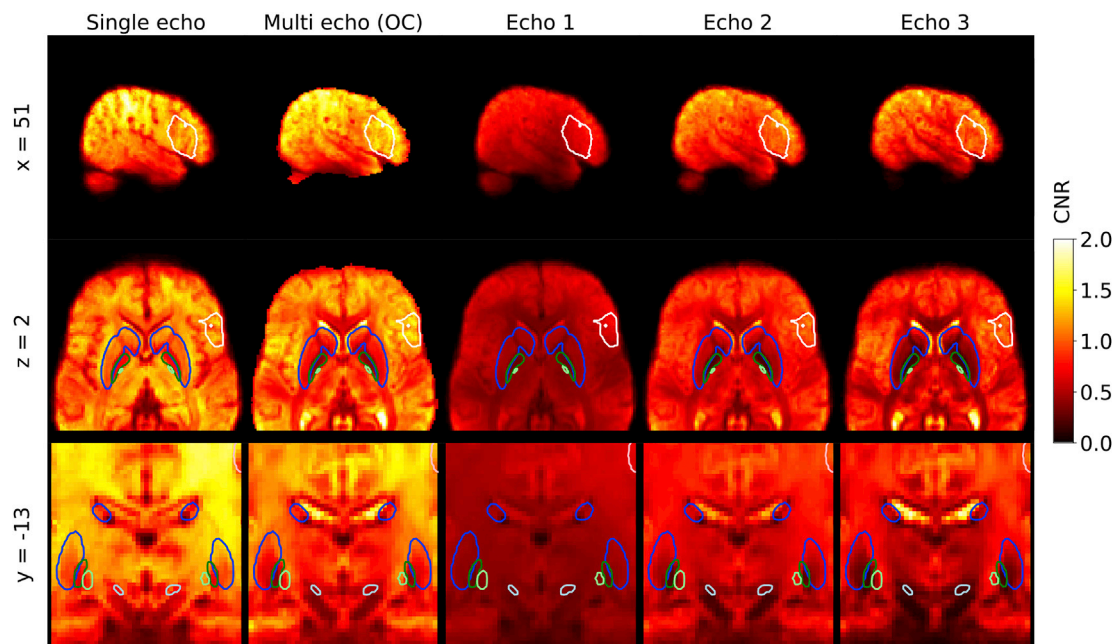 Single echo
Multi echo (OC)
Echo 1
Echo 2
Echo 3
x = 51
z = 2
y = -13
CNR
2.0
1.5
1.0
0.5
0.0